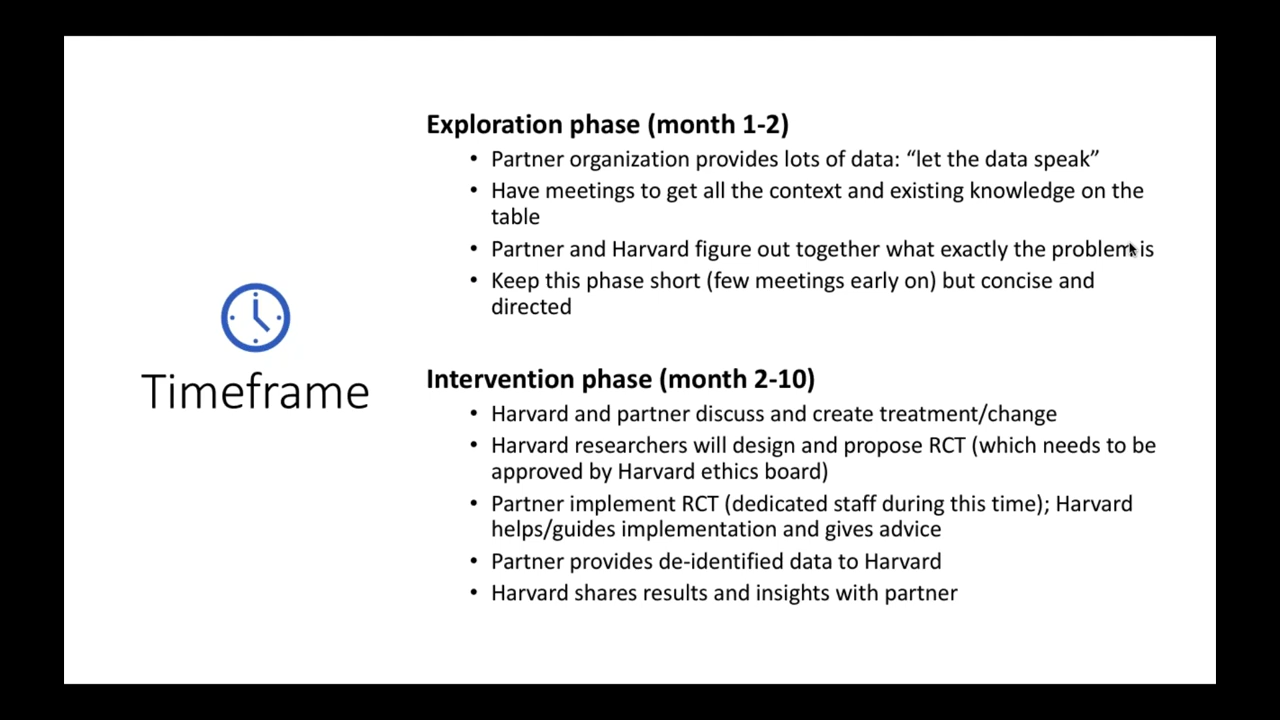 Timeframe
Exploration phase (month 1-2)
• Partner organization provides lots of data: “let the data speak”
• Have meetings to get all the context and existing knowledge on the
table
• Partner and Harvard figure out together what exactly the problem is
• Keep this phase short (few meetings early on) but concise and
directed
Intervention phase (month 2-10)
• Harvard and partner discuss and create treatment/change
• Harvard researchers will design and propose RCT (which needs to be
approved by Harvard ethics board)
• Partner implement RCT (dedicated staff during this time); Harvard
helps/guides implementation and gives advice
• Partner provides de-identified data to Harvard
• Harvard shares results and insights with partner